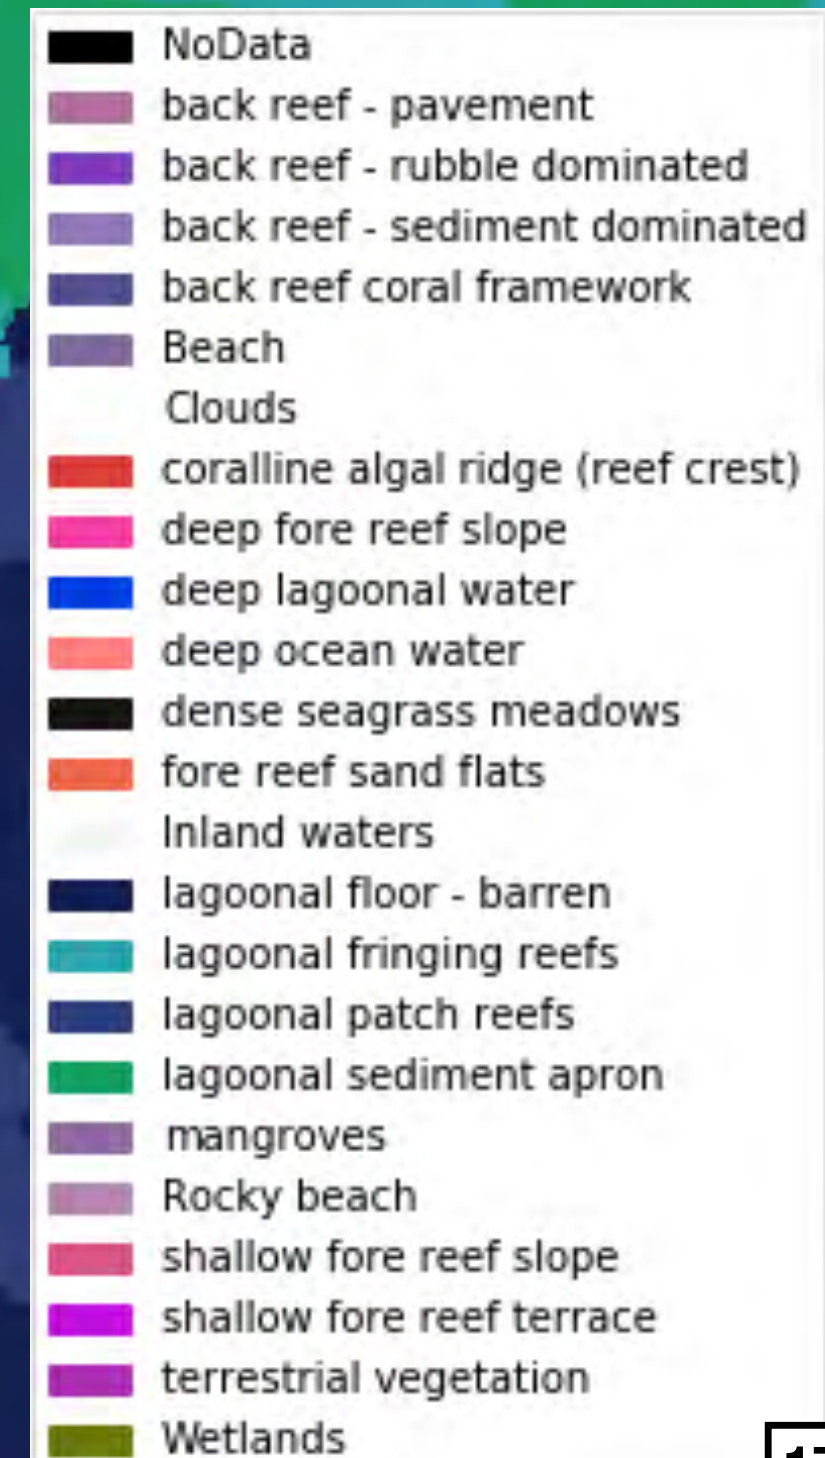 NoData
back reef - pavement
back reef - rubble dominated
back reef - sediment dominated
back reef coral framework
Beach
Clouds
coralline algal ridge (reef crest)
deep fore reef slope
deep lagoonal water
deep ocean water
dense seagrass meadows
fore reef sand flats
Inland waters
lagoonal floor - barren
lagoonal fringing reefs
lagoonal patch reefs
lagoonal sediment apron
mangroves
Rocky beach
shallow fore reef slope
shallow fore reef terrace
terrestrial vegetation
Wetlands